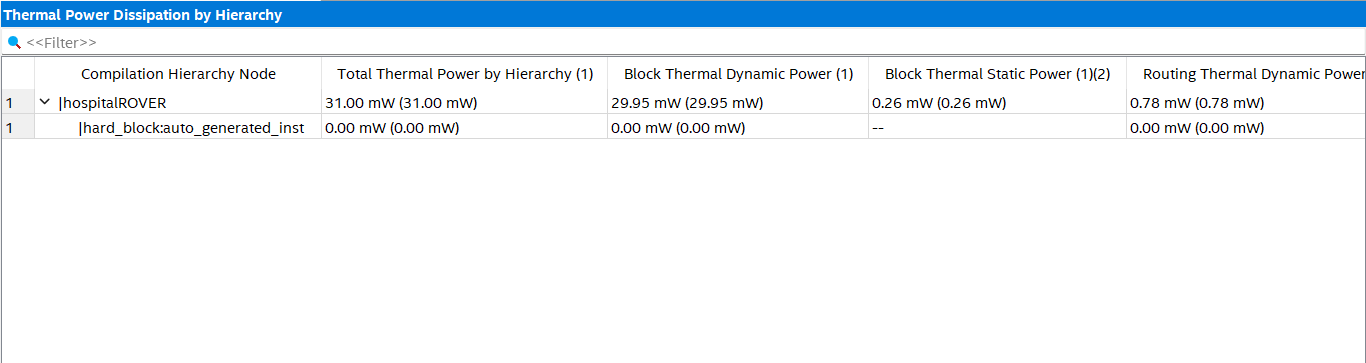 Thermal Power Dissipation by Hierarchy
<<Filter>>
Compilation Hierarchy Node Total Thermal Power by Hierarchy (1) Block Thermal Dynamic Power (1) Block Thermal Static Power (1)(2) Routing Thermal Dynamic Power
1 |hospitalROVER 31.00 mW (31.00 mW) 29.95 mW (29.95 mW) 0.26 mW (0.26 mW) 0.78 mW (0.78 mW)
1 |hard_block:auto_generated_inst 0.00 mW (0.00 mW) 0.00 mW (0.00 mW) -- 0.00 mW (0.00 mW)